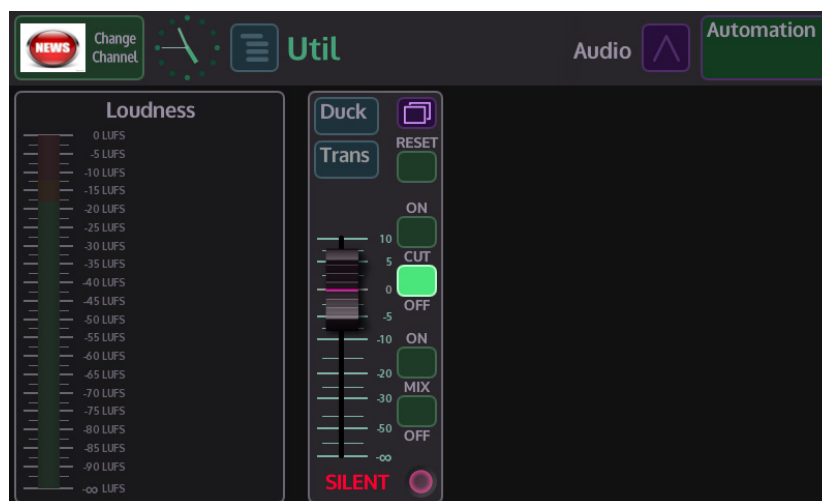 NEWS
Change
Channel
Util
Audio
Automation
Loudness
0 LUFS
-5 LUFS
-10 LUFS
-15 LUFS
-20 LUFS
-25 LUFS
-30 LUFS
-35 LUFS
-40 LUFS
-45 LUFS
-50 LUFS
-55 LUFS
-60 LUFS
-65 LUFS
-70 LUFS
-75 LUFS
-80 LUFS
-85 LUFS
-90 LUFS
-∞ LUFS
Duck
Trans
RESET
ON
CUT
OFF
ON
MIX
OFF
10
5
0
-5
-10
-20
-30
-50
-∞
SILENT